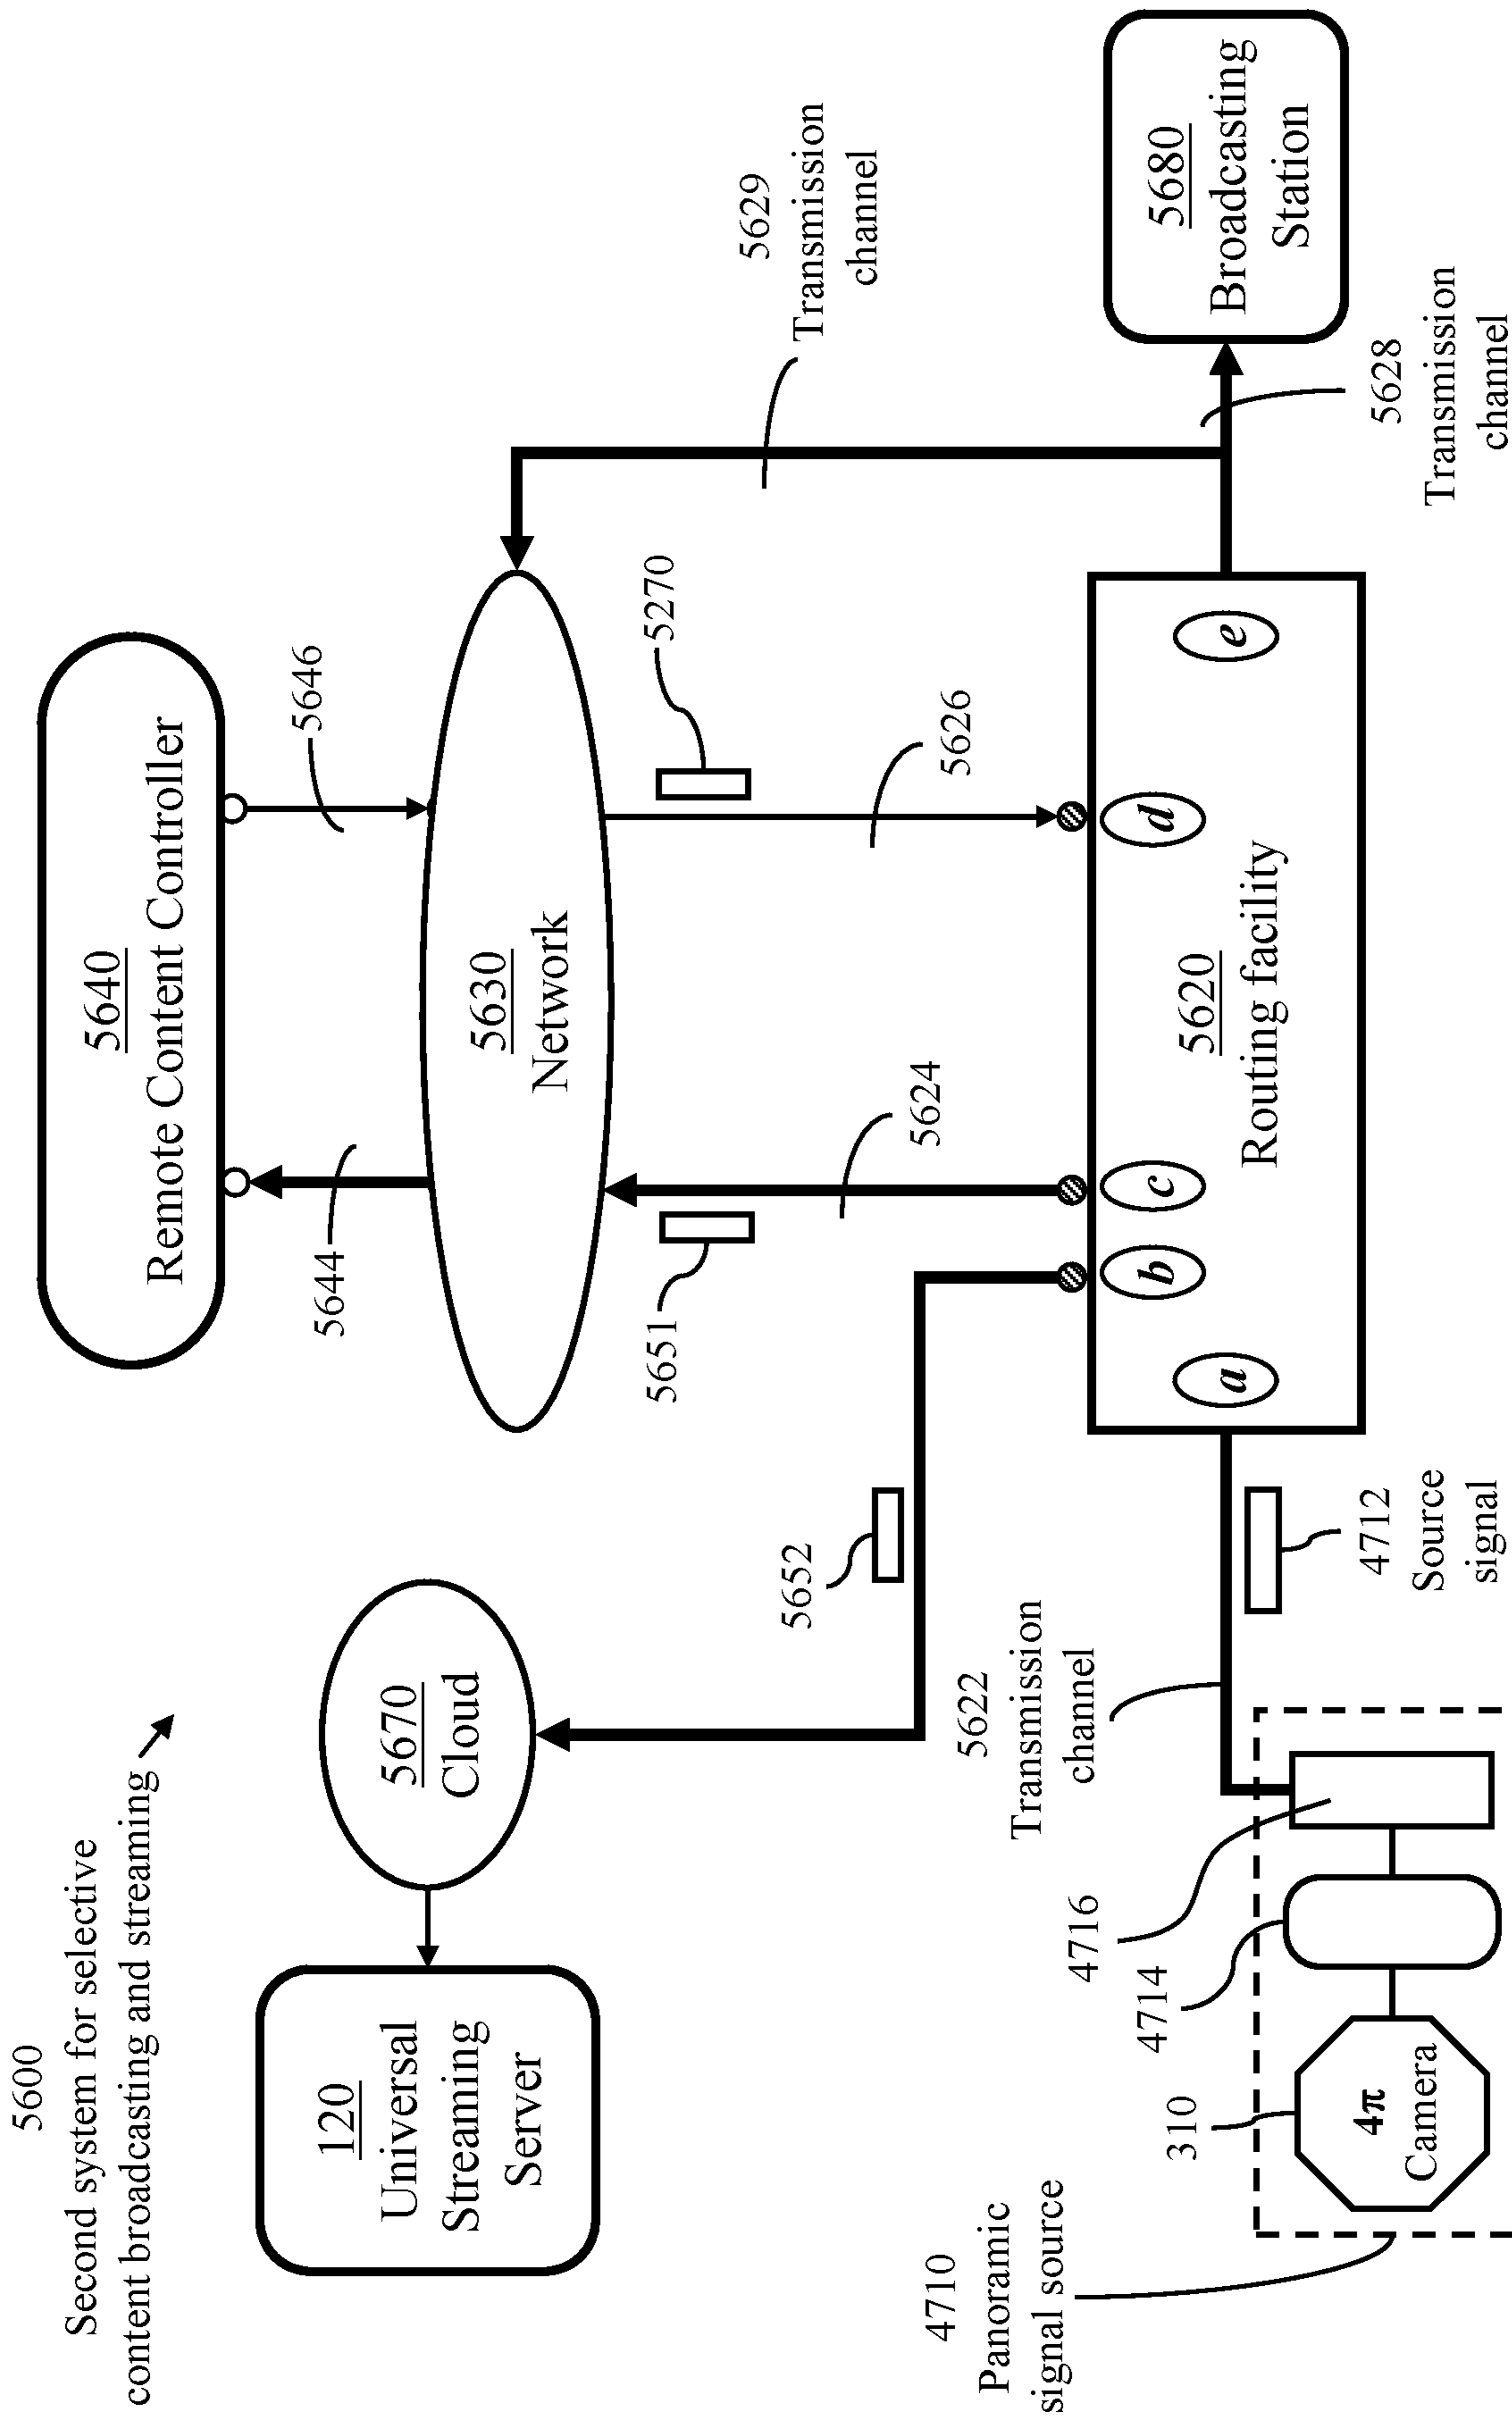 5600
Second system for selective
content broadcasting and streaming
5640
Remote Content Controller
5644
5646
120
Universal
Streaming
Server
5670
Cloud
5630
Network
5629
Transmission
channel
5651
5270
5652
5624
5626
5622
Transmission
channel
a
b
c
d
e
5620
Routing facility
5680
Broadcasting
Station
5628
Transmission
channel
4712
Source
signal
4710
Panoramic
signal source
310
4714
4716
4π
Camera